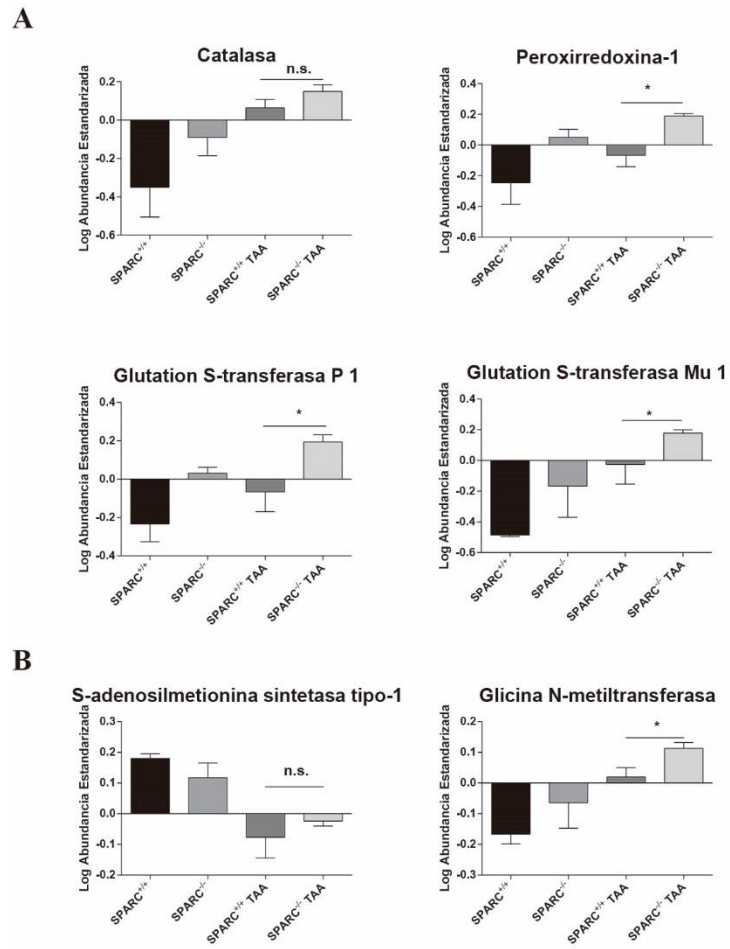 A
Catalasa
n.s.
Log Abundancia Estandarizada
0.2
0.0
-0.2
-0.4
-0.6
SPARC+/+
SPARC-/-
SPARC+/+ TAA
SPARC-/- TAA
Peroxirredoxina-1
*
Log Abundancia Estandarizada
0.4
0.2
0.0
-0.2
-0.4
-0.6
SPARC+/+
SPARC-/-
SPARC+/+ TAA
SPARC-/- TAA
Glutation S-transferasa P 1
*
Log Abundancia Estandarizada
0.4
0.2
0.0
-0.2
-0.4
SPARC+/+
SPARC-/-
SPARC+/+ TAA
SPARC-/- TAA
Glutation S-transferasa Mu 1
*
Log Abundancia Estandarizada
0.4
0.2
0.0
-0.2
-0.4
-0.6
SPARC+/+
SPARC-/-
SPARC+/+ TAA
SPARC-/- TAA
B
S-adenosilmetionina sintetasa tipo-1
n.s.
Log Abundancia Estandarizada
0.3
0.2
0.1
0.0
-0.1
-0.2
SPARC+/+
SPARC-/-
SPARC+/+ TAA
SPARC-/- TAA
Glicina N-metiltransferasa
*
Log Abundancia Estandarizada
0.2
0.1
0.0
-0.1
-0.2
-0.3
SPARC+/+
SPARC-/-
SPARC+/+ TAA
SPARC-/- TAA